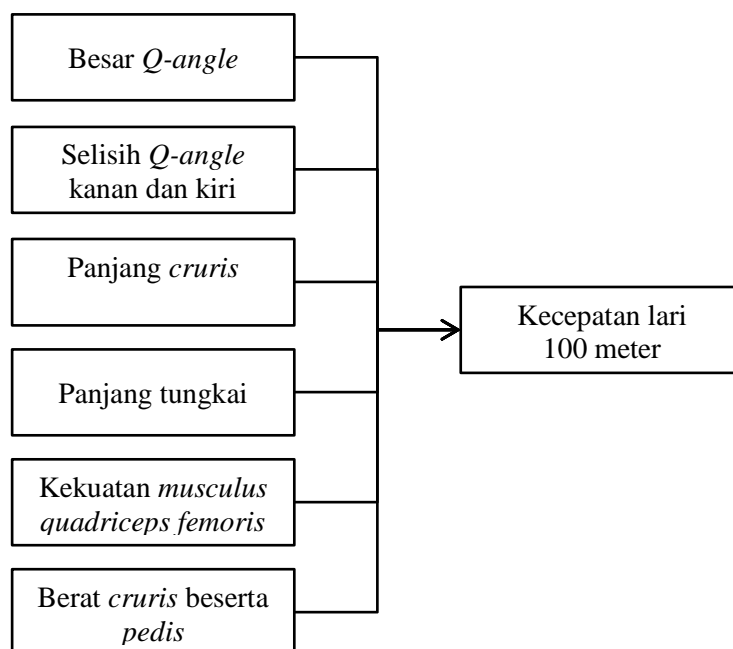 Besar Q-angle
Selisih Q-angle
kanan dan kiri
Panjang cruris
Panjang tungkai
Kekuatan musculus
quadriceps femoris
Berat cruris beserta
pedis
Kecepatan lari
100 meter